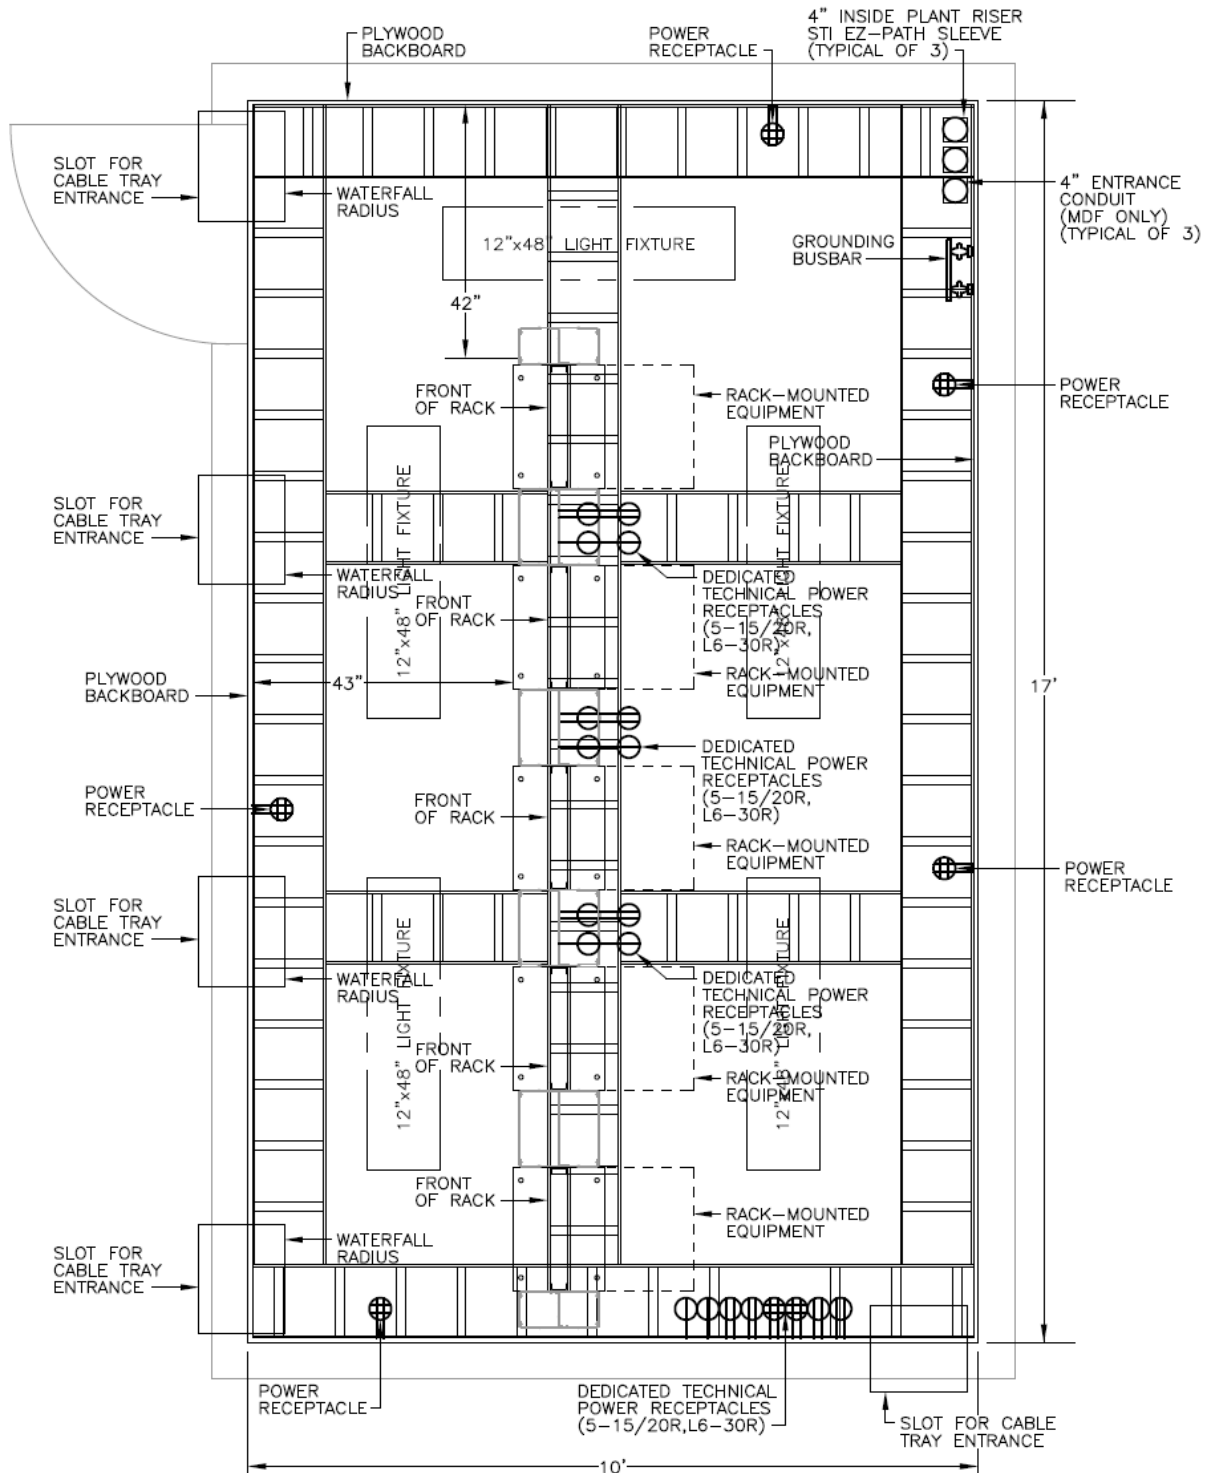 PLYWOOD
BACKBOARD
POWER
RECEPTACLE
4" INSIDE PLANT RISER
STI EZ-PATH SLEEVE
(TYPICAL OF 3)
SLOT FOR
CABLE TRAY
ENTRANCE
WATERFALL
RADIUS
4" ENTRANCE
CONDUIT
(MDF ONLY)
(TYPICAL OF 3)
12"x48" LIGHT FIXTURE
GROUNDING
BUSBAR
42"
FRONT
OF RACK
RACK-MOUNTED
EQUIPMENT
POWER
RECEPTACLE
PLYWOOD
BACKBOARD
SLOT FOR
CABLE TRAY
ENTRANCE
12"x48" LIGHT FIXTURE
12"x48" LIGHT FIXTURE
WATERFALL
RADIUS
FRONT
OF RACK
DEDICATED
TECHNICAL POWER
RECEPTACLES
(5-15/20R,
L6-30R)
PLYWOOD
BACKBOARD
43"
RACK-MOUNTED
EQUIPMENT
17'
DEDICATED
TECHNICAL POWER
RECEPTACLES
(5-15/20R,
L6-30R)
POWER
RECEPTACLE
FRONT
OF RACK
RACK-MOUNTED
EQUIPMENT
POWER
RECEPTACLE
SLOT FOR
CABLE TRAY
ENTRANCE
12"x48" LIGHT FIXTURE
12"x48" LIGHT FIXTURE
WATERFALL
RADIUS
DEDICATED
TECHNICAL POWER
RECEPTACLES
(5-15/20R,
L6-30R)
FRONT
OF RACK
RACK-MOUNTED
EQUIPMENT
FRONT
OF RACK
RACK-MOUNTED
EQUIPMENT
SLOT FOR
CABLE TRAY
ENTRANCE
WATERFALL
RADIUS
POWER
RECEPTACLE
DEDICATED TECHNICAL
POWER RECEPTACLES
(5-15/20R,L6-30R)
SLOT FOR CABLE
TRAY ENTRANCE
10'